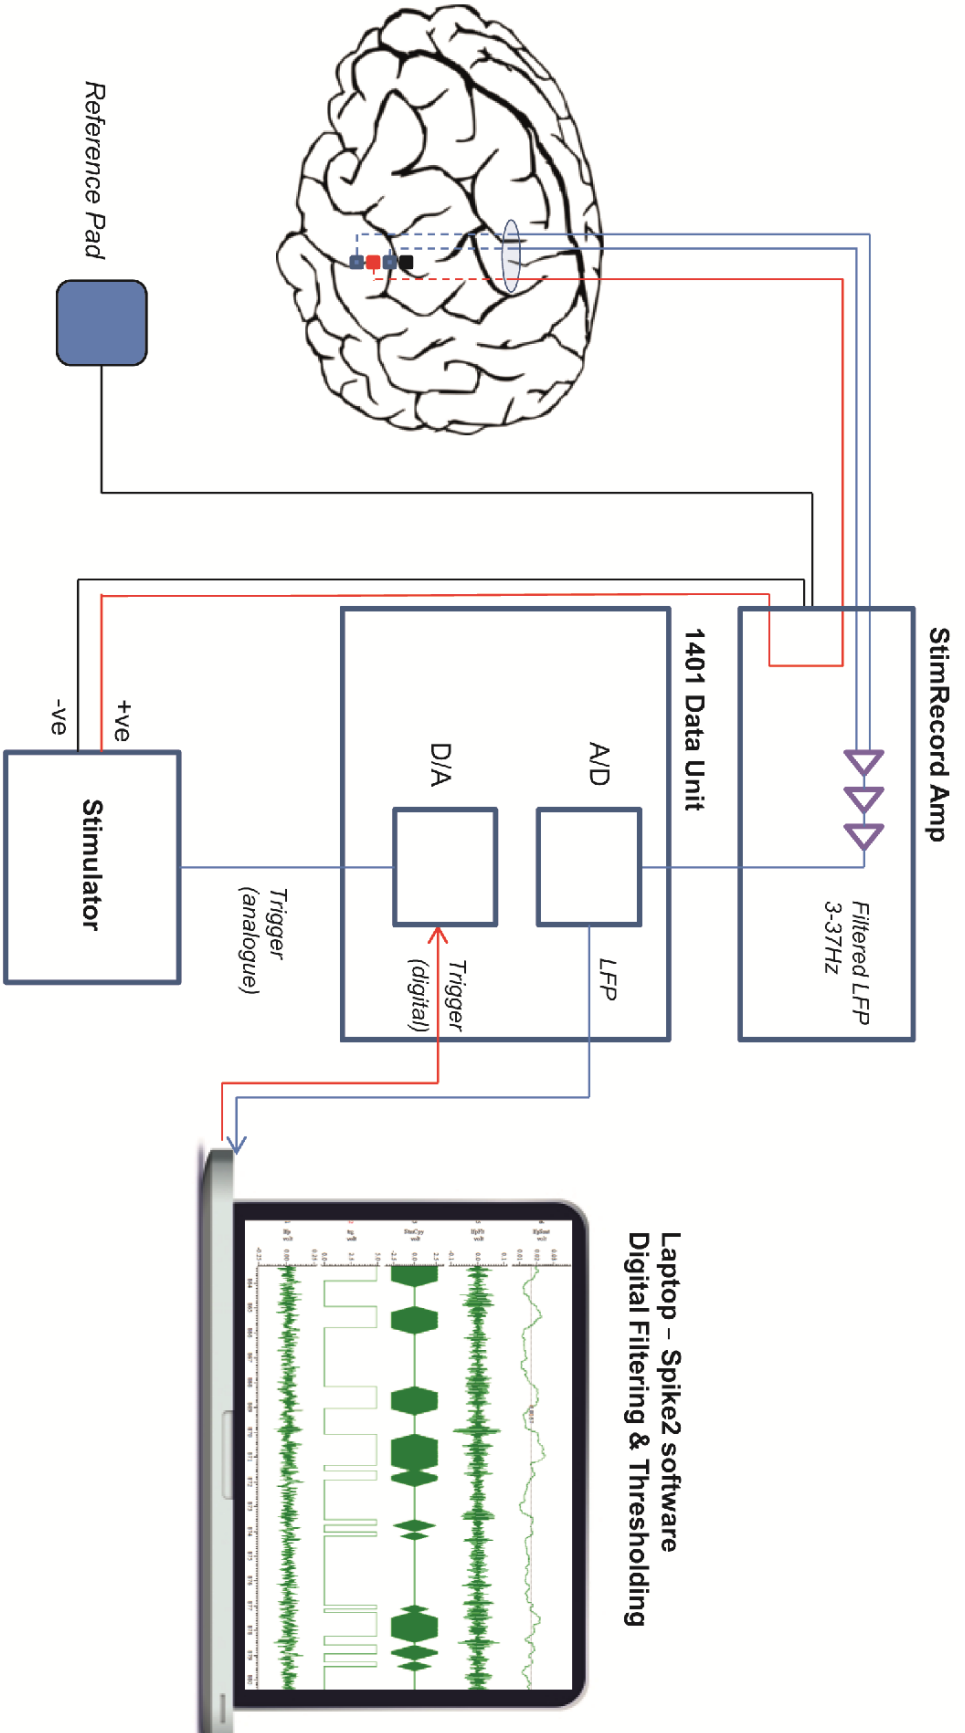 StimRecord Amp
Filtered LFP
3-37Hz
1401 Data Unit
A/D
D/A
LFP
Trigger
(digital)
Trigger
(analogue)
Reference Pad
+ve
-ve
Stimulator
Laptop – Spike2 software
Digital Filtering & Thresholding